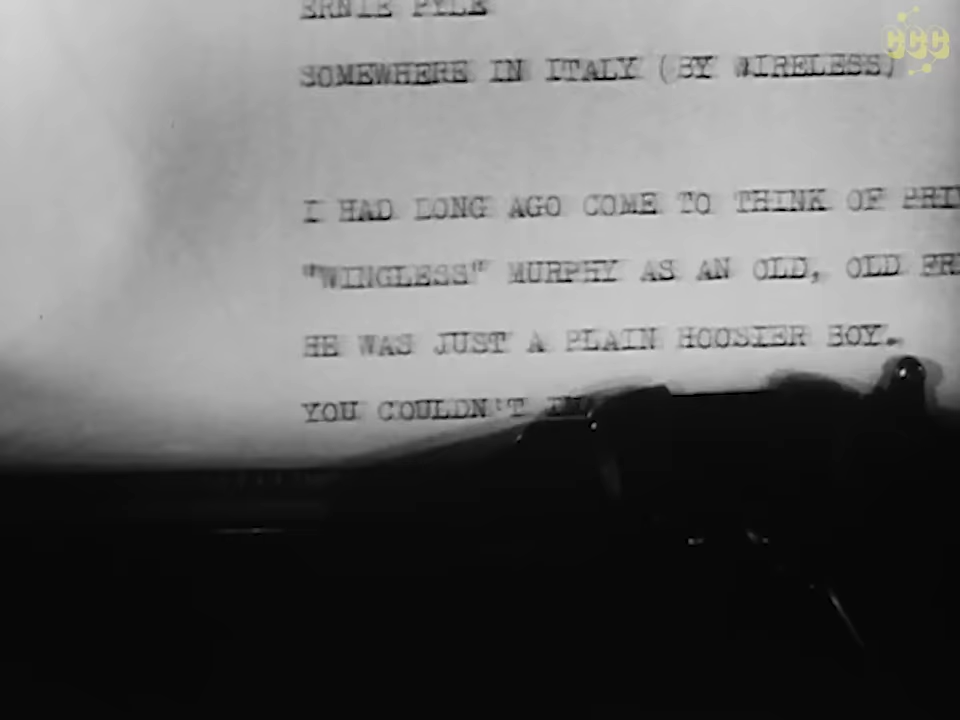 ERNIE PYLE
CCC
SOMEWHERE IN ITALY (BY WIRELESS)
I HAD LONG AGO COME TO THINK OF
"WINGLESS" MURPHY AS AN OLD, OLD
HE WAS JUST A PLAIN HOOSIER BOY.
YOU COULDN'T